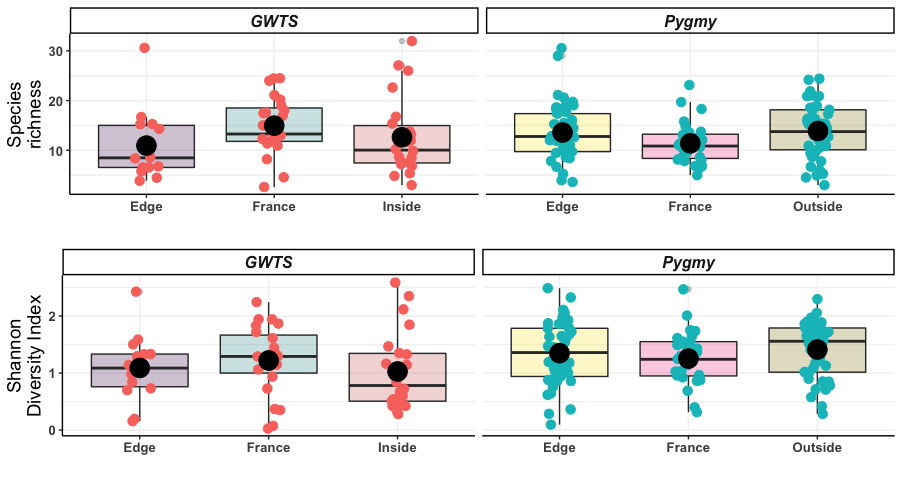 GWTS
Pygmy
Species
richness
30
20
10
Edge
France
Inside
Edge
France
Outside
GWTS
Pygmy
Shannon
Diversity Index
2
1
0
Edge
France
Inside
Edge
France
Outside